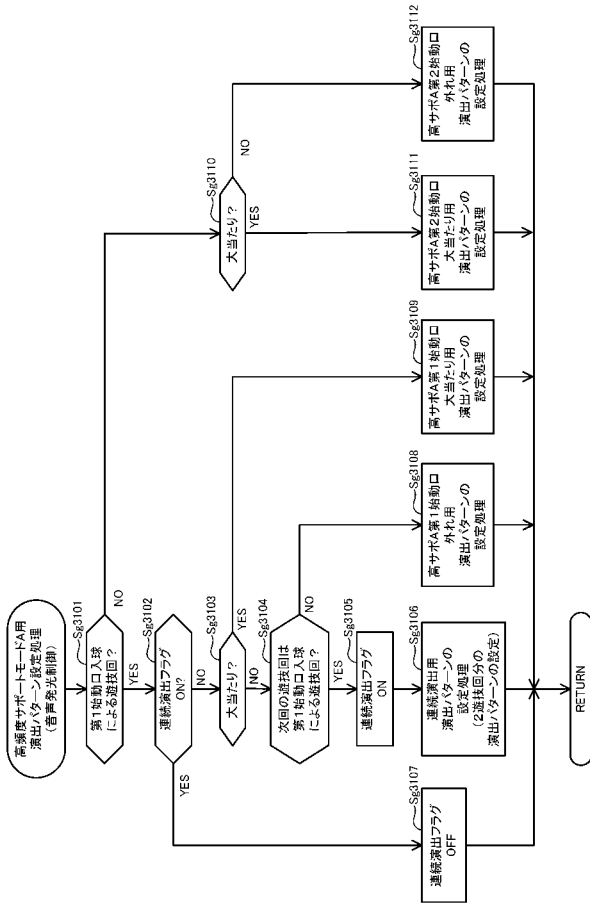 高頻度サポートモードA用
演出パターン設定処理
（音声発光制御）
Sg3101
第1始動口入球
による遊技回？
NO
YES
Sg3102
連続演出フラグ
ON?
YES
NO
Sg3103
大当たり？
YES
NO
Sg3104
次回の遊技回は
第1始動口入球
による遊技回？
NO
YES
Sg3105
連続演出フラグ
ON
Sg3106
連続演出用
演出パターンの
設定処理
（2遊技回分の
演出パターンの設定）
Sg3107
連続演出フラグ
OFF
Sg3108
高サポA第1始動口
外れ用
演出パターンの
設定処理
Sg3109
高サポA第1始動口
大当たり用
演出パターンの
設定処理
Sg3110
大当たり？
NO
YES
Sg3111
高サポA第2始動口
大当たり用
演出パターンの
設定処理
Sg3112
高サポA第2始動口
外れ用
演出パターンの
設定処理
RETURN